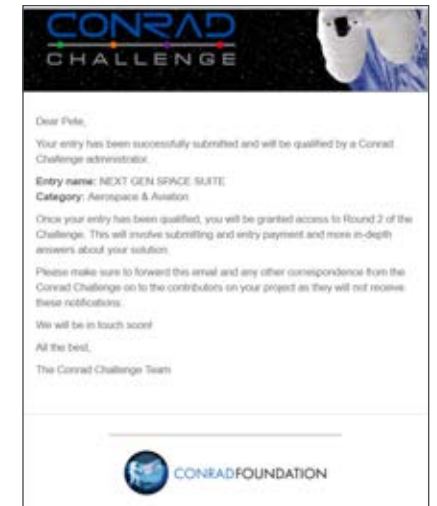 CONRAD
CHALLENGE
Dear Pete,
Your entry has been successfully submitted and will be qualified by a Conrad
Challenge administrator.
Entry name: NEXT GEN SPACE SUITE
Category: Aerospace & Aviation
Once your entry has been qualified, you will be granted access to Round 2 of the
Challenge. This will involve submitting and entry payment and more in-depth
answers about your solution.
Please make sure to forward this email and any other correspondence from the
Conrad Challenge on to the contributors on your project as they will not receive
these notifications.
We will be in touch soon!
All the best,
The Conrad Challenge Team
CONRADFOUNDATION